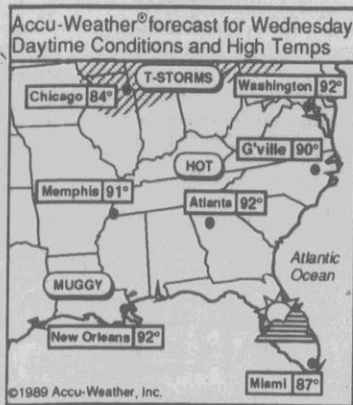 Accu-Weather® forecast for Wednesday
Daytime Conditions and High Temps
T-STORMS
Washington 92°
Chicago 84°
G'ville 90°
HOT
Memphis 91°
Atlanta 92°
Atlantic
Ocean
MUGGY
New Orleans 92°
©1989 Accu-Weather, Inc.
Miami 87°